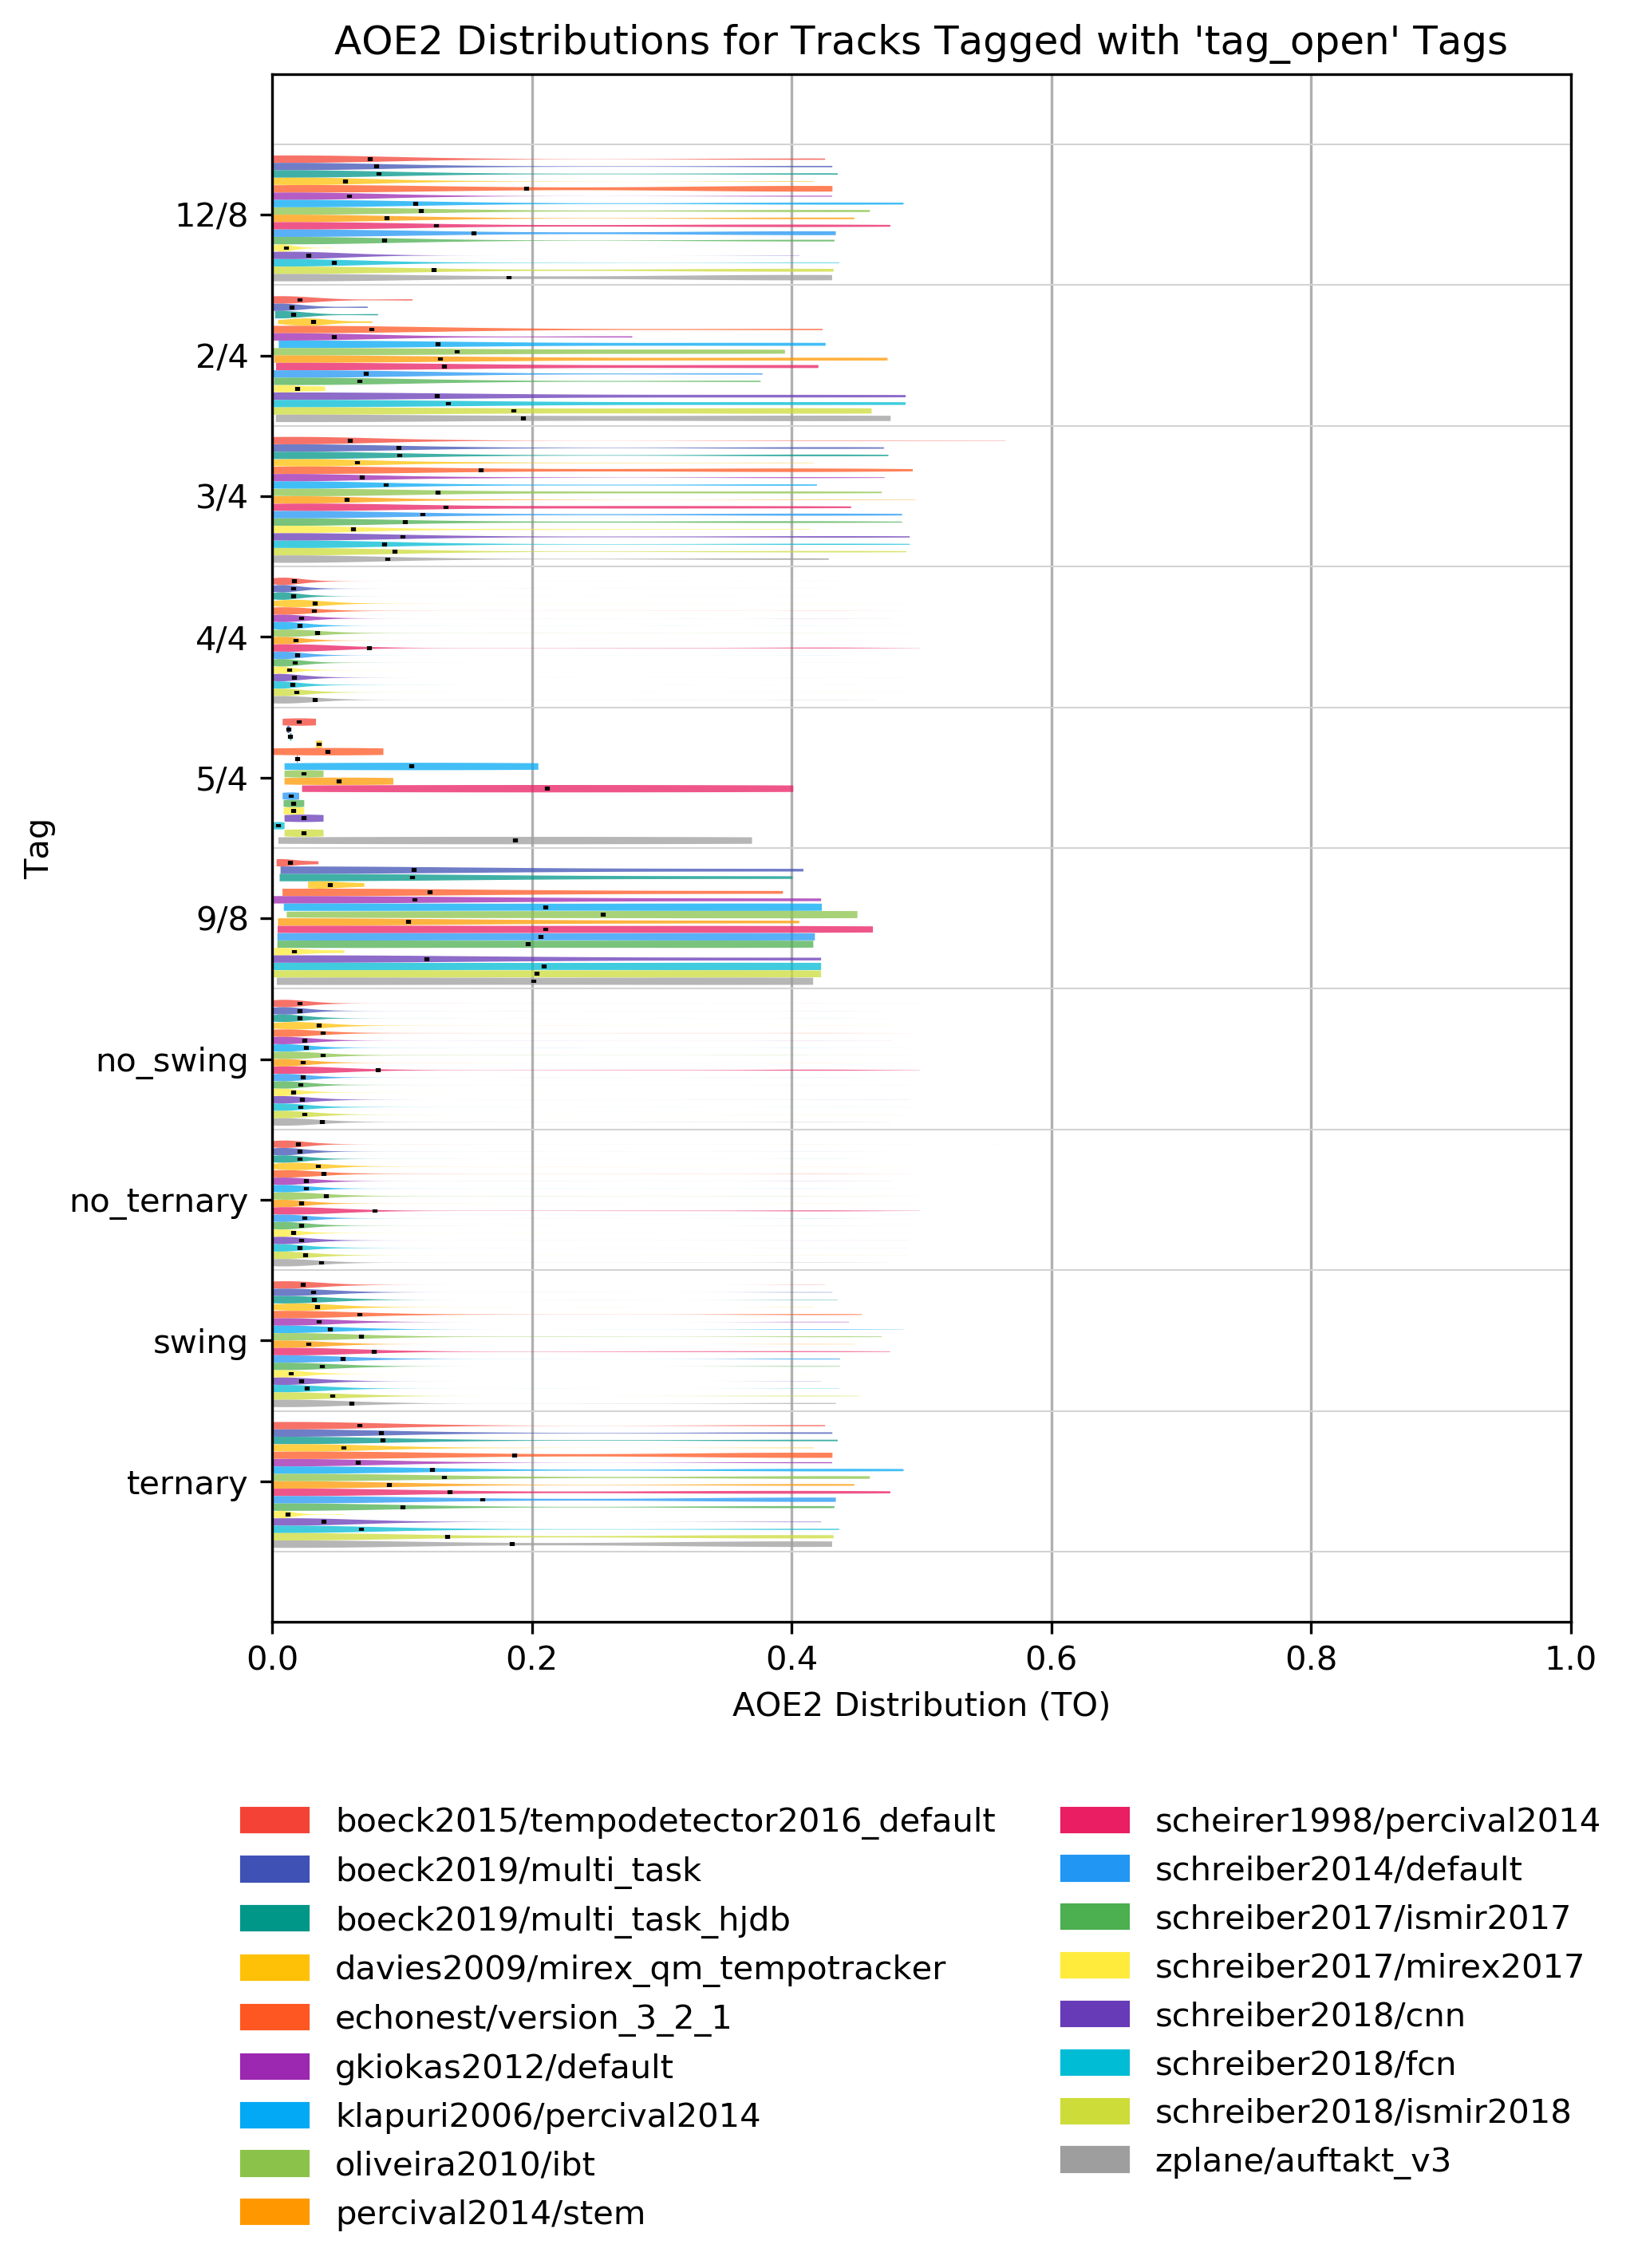 AOE2 Distributions for Tracks Tagged with 'tag_open' Tags
12/8
2/4
3/4
4/4
5/4
9/8
no_swing
no_ternary
swing
ternary
Tag
0.0 0.2 0.4 0.6 0.8 1.0
AOE2 Distribution (TO)
boeck2015/tempodetector2016_default
boeck2019/multi_task
boeck2019/multi_task_hjdb
davies2009/mirex_qm_tempotracker
echonest/version_3_2_1
gkiokas2012/default
klapuri2006/percival2014
oliveira2010/ibt
percival2014/stem
scheirer1998/percival2014
schreiber2014/default
schreiber2017/ismir2017
schreiber2017/mirex2017
schreiber2018/cnn
schreiber2018/fcn
schreiber2018/ismir2018
zplane/auftakt_v3